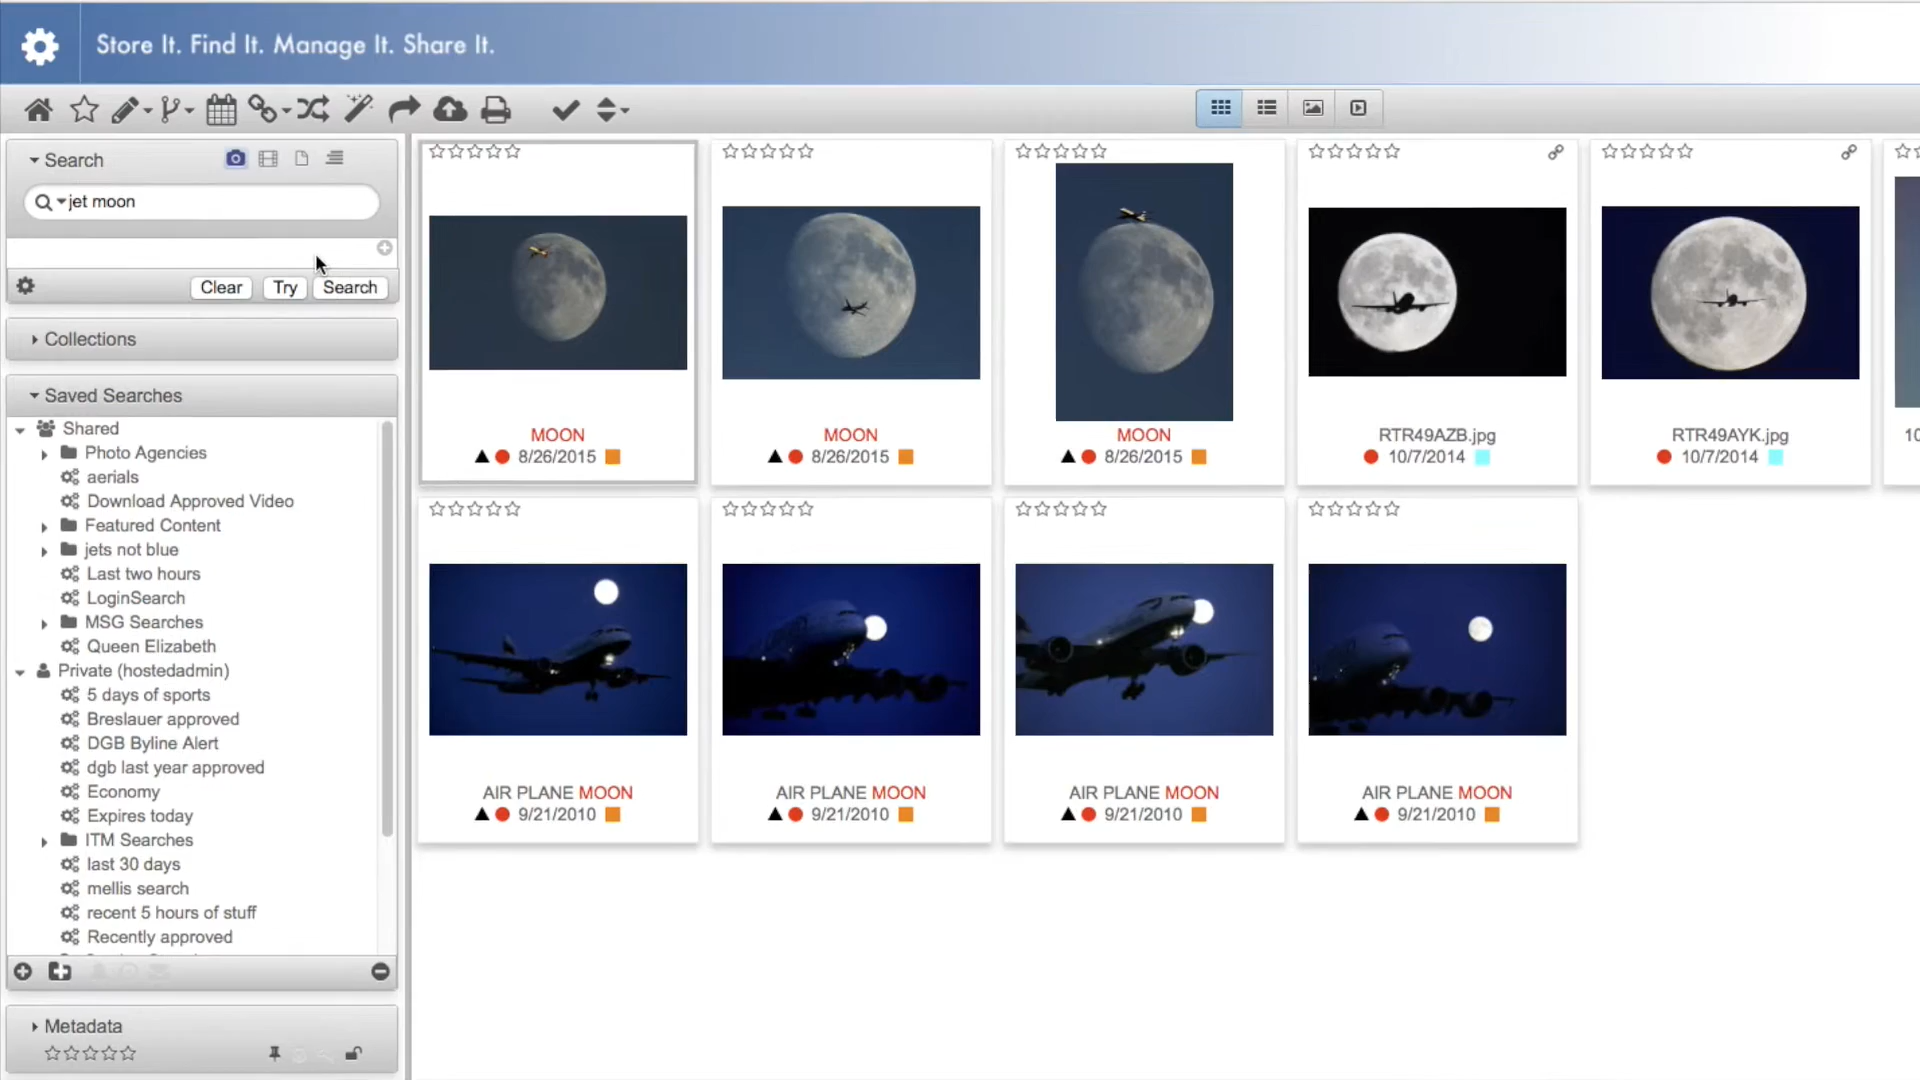 Store It. Find It. Manage It. Share It.
Search
jet moon
Clear Try Search
Collections
Saved Searches
Shared
Photo Agencies
aerials
Download Approved Video
Featured Content
jets not blue
Last two hours
LoginSearch
MSG Searches
Queen Elizabeth
Private (hostedadmin)
5 days of sports
Breslauer approved
DGB Byline Alert
dgb last year approved
Economy
Expires today
ITM Searches
last 30 days
mellis search
recent 5 hours of stuff
Recently approved
Metadata
MOON
8/26/2015
MOON
8/26/2015
MOON
8/26/2015
RTR49AZB.jpg
10/7/2014
RTR49AYK.jpg
10/7/2014
AIR PLANE MOON
9/21/2010
AIR PLANE MOON
9/21/2010
AIR PLANE MOON
9/21/2010
AIR PLANE MOON
9/21/2010